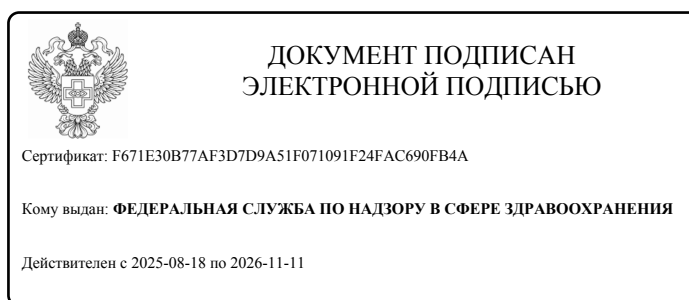 ДОКУМЕНТ ПОДПИСАН
ЭЛЕКТРОННОЙ ПОДПИСЬЮ
Сертификат: F671E30B77AF3D7D9A51F071091F24FAC690FB4A
Кому выдан: ФЕДЕРАЛЬНАЯ СЛУЖБА ПО НАДЗОРУ В СФЕРЕ ЗДРАВООХРАНЕНИЯ
Действителен с 2025-08-18 по 2026-11-11